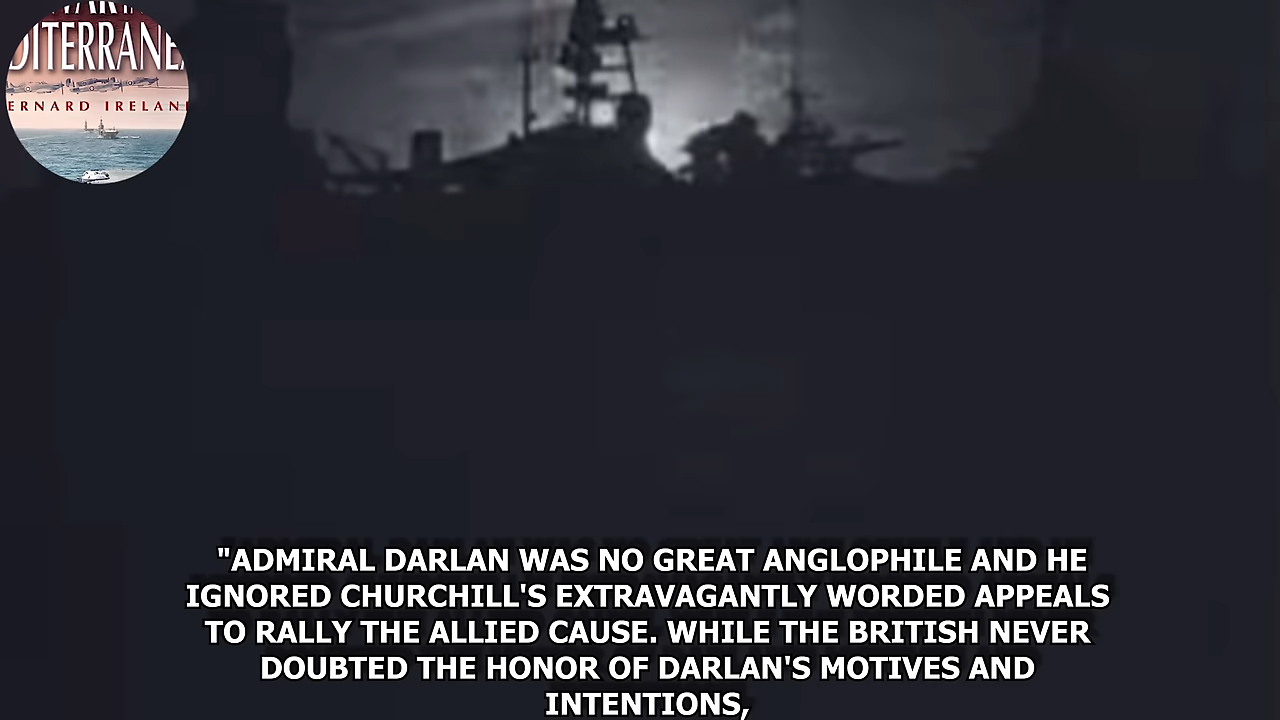 DITERRANEA
ERNARD IRELAN
"ADMIRAL DARLAN WAS NO GREAT ANGLOPHILE AND HE
IGNORED CHURCHILL'S EXTRAVAGANTLY WORDED APPEALS
TO RALLY THE ALLIED CAUSE. WHILE THE BRITISH NEVER
DOUBTED THE HONOR OF DARLAN'S MOTIVES AND
INTENTIONS,